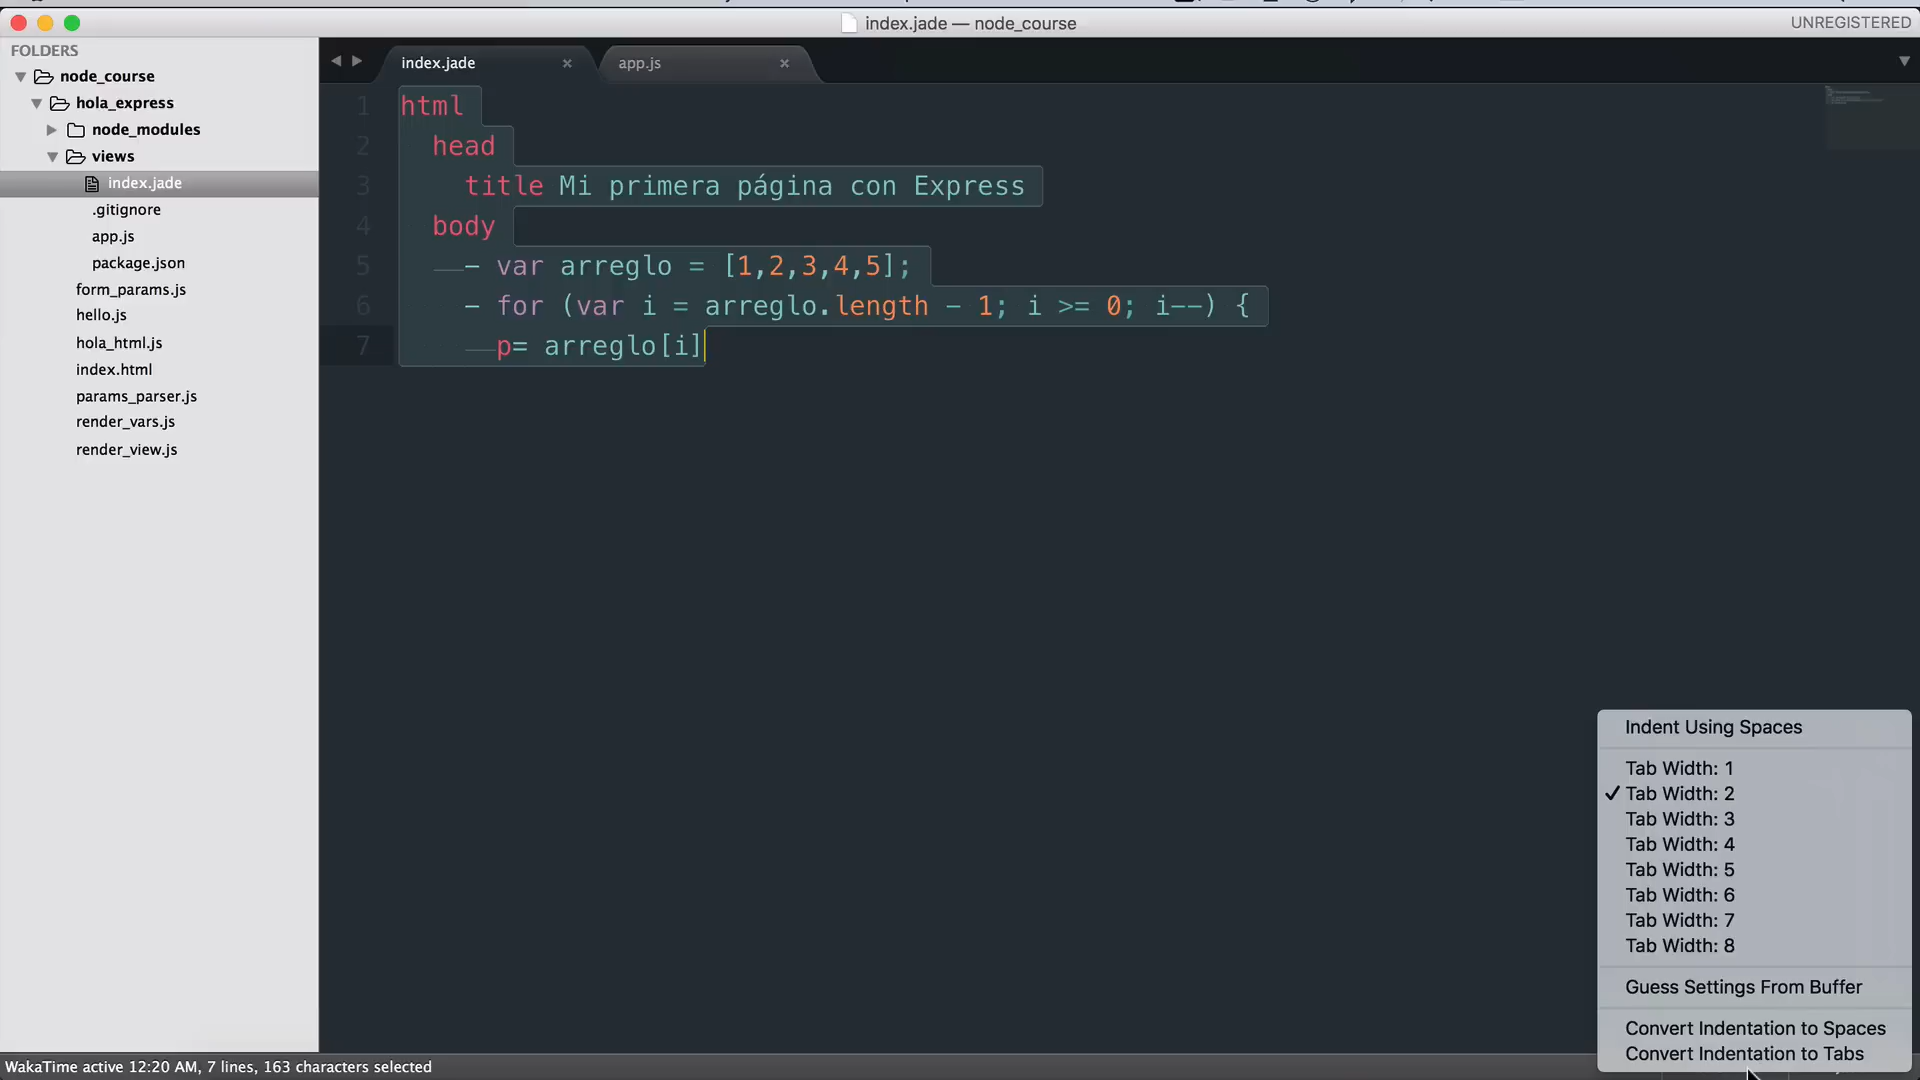 index.jade — node_course
UNREGISTERED
FOLDERS
node_course
hola_express
node_modules
views
index.jade
.gitignore
app.js
package.json
form_params.js
hello.js
hola_html.js
index.html
params_parser.js
render_vars.js
render_view.js
index.jade
app.js
1 html
2 head
3 title Mi primera página con Express
4 body
5 - var arreglo = [1,2,3,4,5];
6 - for (var i = arreglo.length - 1; i >= 0; i--) {
7 p= arreglo[i]
Indent Using Spaces
Tab Width: 1
✓ Tab Width: 2
Tab Width: 3
Tab Width: 4
Tab Width: 5
Tab Width: 6
Tab Width: 7
Tab Width: 8
Guess Settings From Buffer
Convert Indentation to Spaces
Convert Indentation to Tabs
WakaTime active 12:20 AM, 7 lines, 163 characters selected